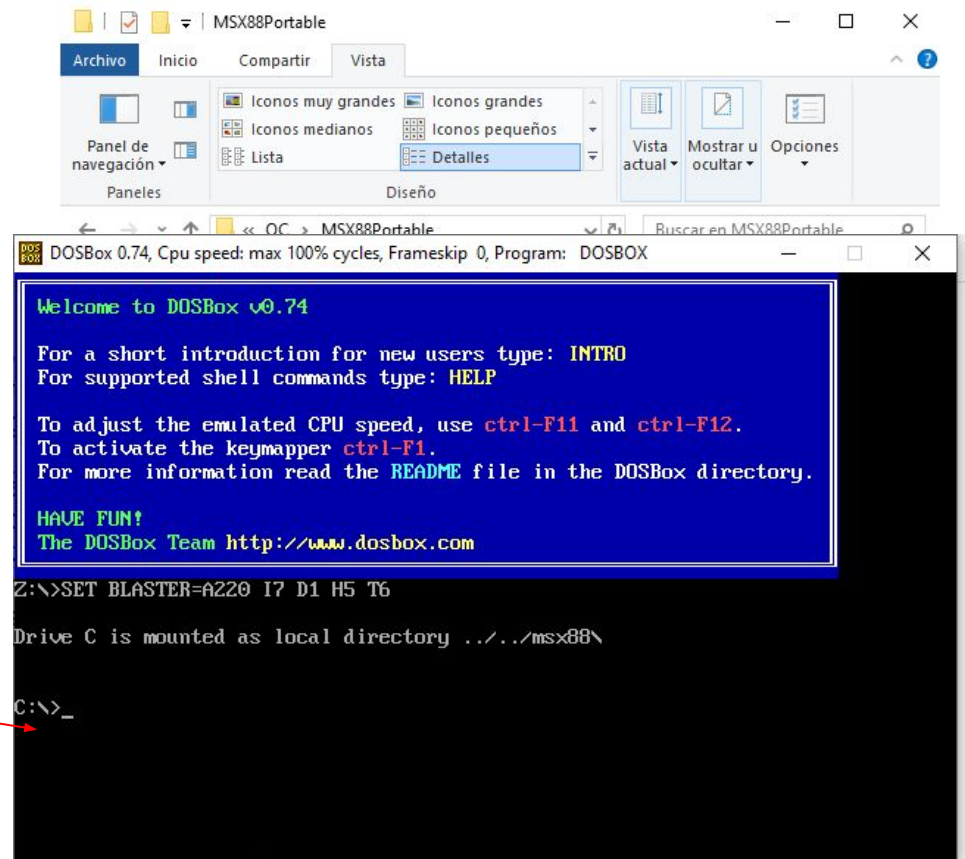 MSX88Portable
Archivo Inicio Compartir Vista
Iconos muy grandes Iconos grandes
Iconos medianos Iconos pequeños
Lista Detalles
Panel de navegación
Vista actual
Mostrar u ocultar
Opciones
Paneles
Diseño
« OC > MSX88Portable
Buscar en MSX88Portable
DOSBox 0.74, Cpu speed: max 100% cycles, Frameskip 0, Program: DOSBOX
Welcome to DOSBox v0.74
For a short introduction for new users type: INTRO
For supported shell commands type: HELP
To adjust the emulated CPU speed, use ctrl-F11 and ctrl-F12.
To activate the keymapper ctrl-F1.
For more information read the README file in the DOSBox directory.
HAVE FUN!
The DOSBox Team http://www.dosbox.com
Z:\>SET BLASTER=A220 I7 D1 H5 T6
Drive C is mounted as local directory ../../msx88\
C:\>_